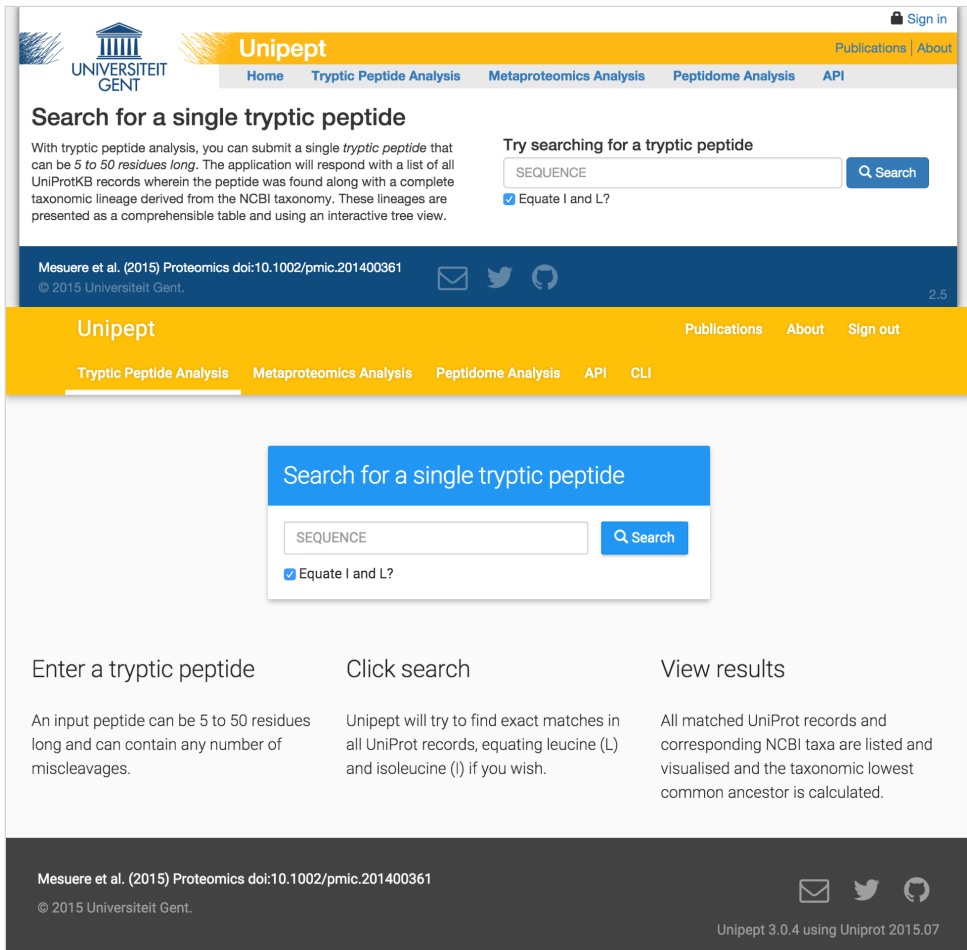 Sign in
UNIVERSITEIT
GENT
Unipept
Publications | About
Home Tryptic Peptide Analysis Metaproteomics Analysis Peptidome Analysis API
Search for a single tryptic peptide
With tryptic peptide analysis, you can submit a single tryptic peptide that
can be 5 to 50 residues long. The application will respond with a list of all
UniProtKB records wherein the peptide was found along with a complete
taxonomic lineage derived from the NCBI taxonomy. These lineages are
presented as a comprehensible table and using an interactive tree view.
Try searching for a tryptic peptide
SEQUENCE
Search
Equate I and L?
Mesuere et al. (2015) Proteomics doi:10.1002/pmic.201400361
© 2015 Universiteit Gent.
2.5
Unipept
Publications About Sign out
Tryptic Peptide Analysis Metaproteomics Analysis Peptidome Analysis API CLI
Search for a single tryptic peptide
SEQUENCE
Search
Equate I and L?
Enter a tryptic peptide
An input peptide can be 5 to 50 residues
long and can contain any number of
miscleavages.
Click search
Unipept will try to find exact matches in
all UniProt records, equating leucine (L)
and isoleucine (I) if you wish.
View results
All matched UniProt records and
corresponding NCBI taxa are listed and
visualised and the taxonomic lowest
common ancestor is calculated.
Mesuere et al. (2015) Proteomics doi:10.1002/pmic.201400361
© 2015 Universiteit Gent.
Unipept 3.0.4 using Uniprot 2015.07